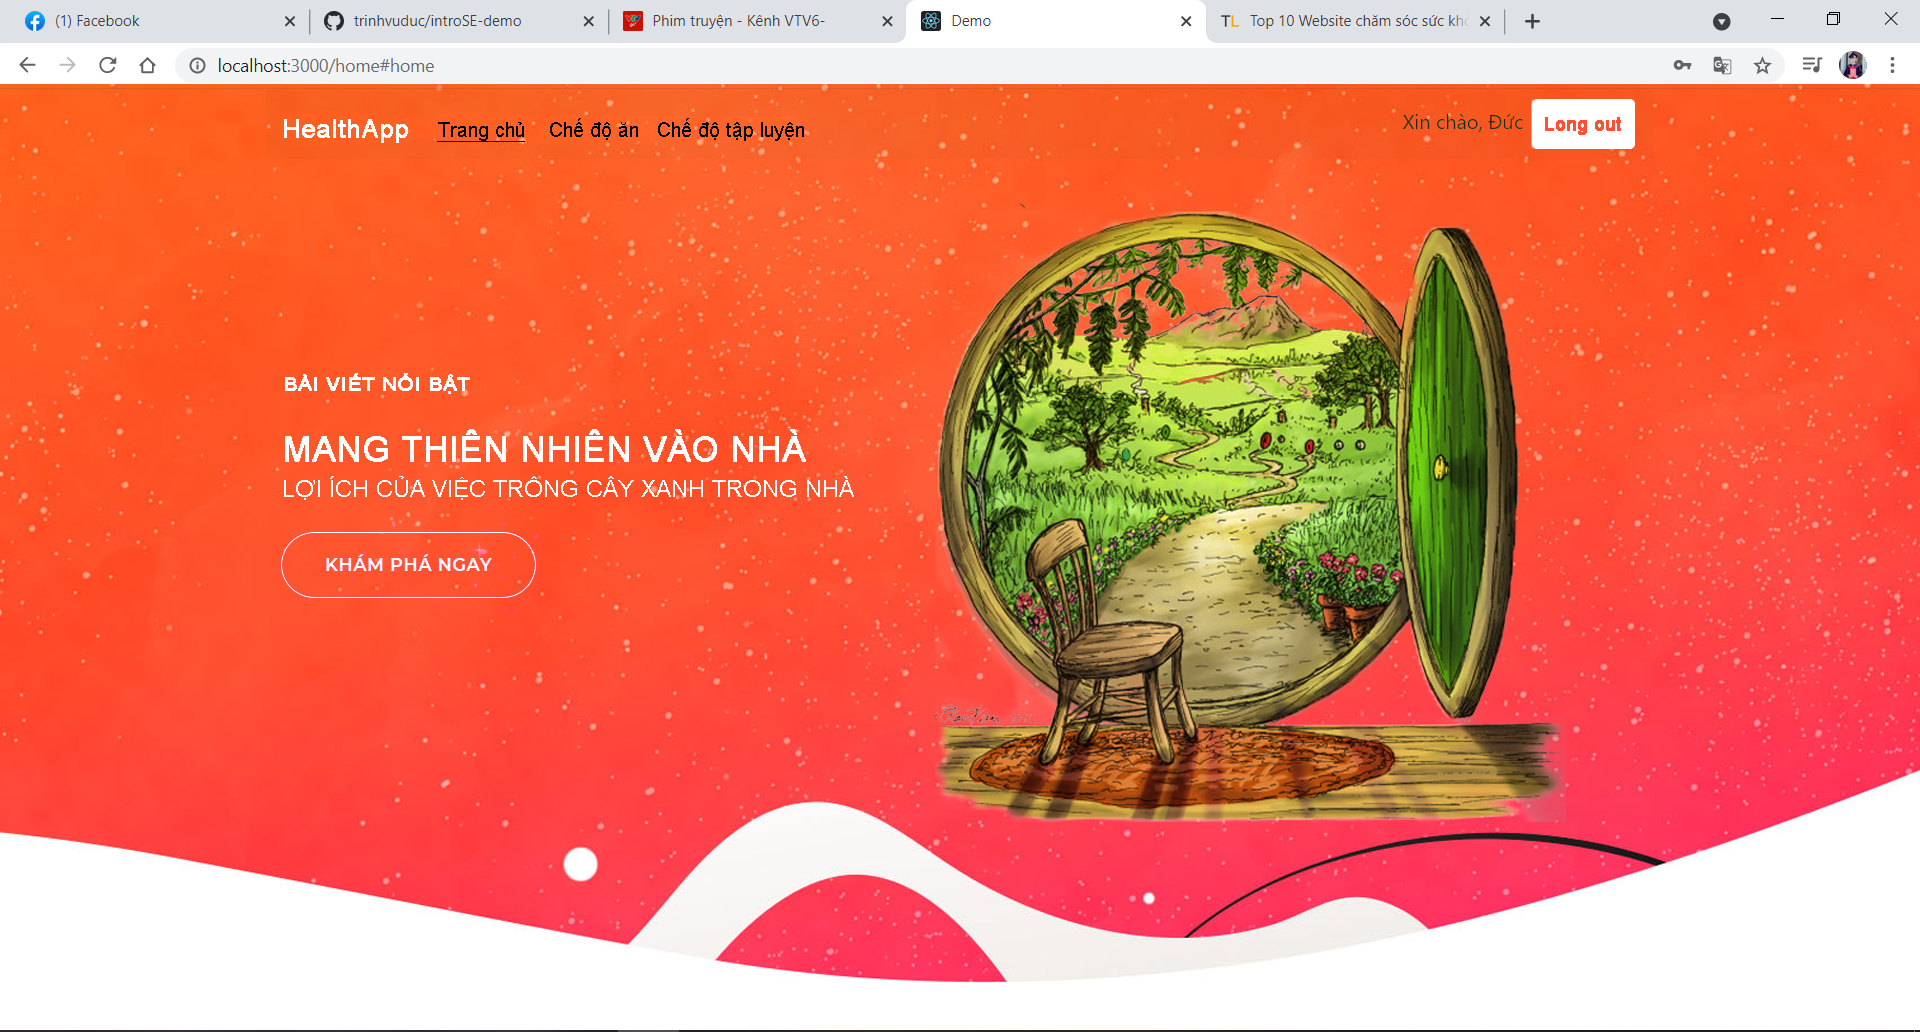 (1) Facebook
trinhvuduc/introSE-demo
Phim truyện - Kênh VTV6-
Demo
TL Top 10 Website chăm sóc sức khỏ
localhost:3000/home#home
HealthApp
Trang chủ
Chế độ ăn
Chế độ tập luyện
Xin chào, Đức
Long out
BÀI VIẾT NỔI BẬT
MANG THIÊN NHIÊN VÀO NHÀ
LỢI ÍCH CỦA VIỆC TRỒNG CÂY XANH TRONG NHÀ
KHÁM PHÁ NGAY